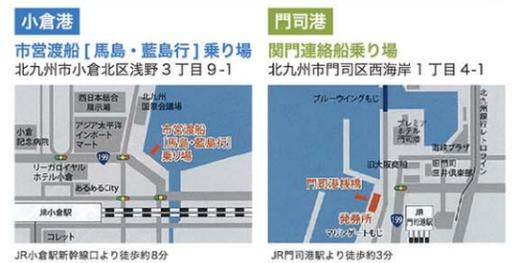 小倉港
市営渡船 [ 馬島・藍島行 ] 乗り場
北九州市小倉北区浅野 3 丁目 9 -1
西日本総合
展示場
北九州
国際会議場
小倉
記念病院
アジア太平洋
インポート
マート
市営渡船
[馬島・藍島行]
乗り場
199
リーガロイヤル
ホテル小倉
あるあるCity
JR小倉駅
コレット
JR小倉駅新幹線口より徒歩約8分
門司港
関門連絡船乗り場
北九州市門司区西海岸 1 丁目 4-1
ブルーウイングもじ
プレミア
ホテル
門司港
北九州銀行レトロライン
海峡プラザ
旧大阪商船
旧門司
三井倶楽部
門司港桟橋
発券所
199
JR
門司港駅
マリンゲートもじ
JR門司港駅より徒歩約3分